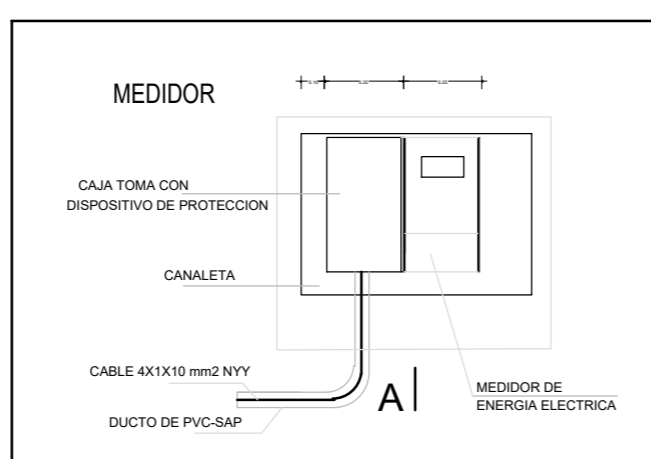 MEDIDOR
CAJA TOMA CON
DISPOSITIVO DE PROTECCION
CANALETA
CABLE 4X1X10 mm2 NYY
DUCTO DE PVC-SAP
A
MEDIDOR DE
ENERGIA ELECTRICA